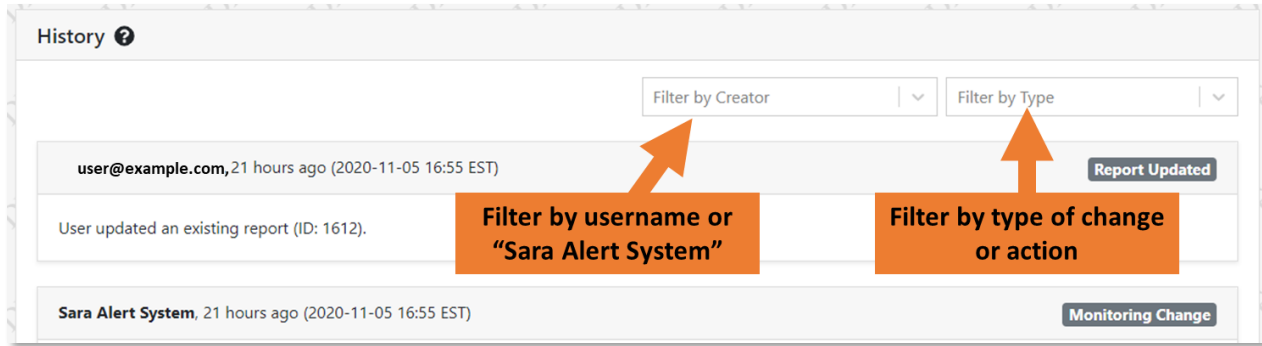 History ?
Filter by Creator
Filter by Type
user@example.com, 21 hours ago (2020-11-05 16:55 EST)
Report Updated
User updated an existing report (ID: 1612).
Filter by username or
“Sara Alert System”
Filter by type of change
or action
Sara Alert System, 21 hours ago (2020-11-05 16:55 EST)
Monitoring Change